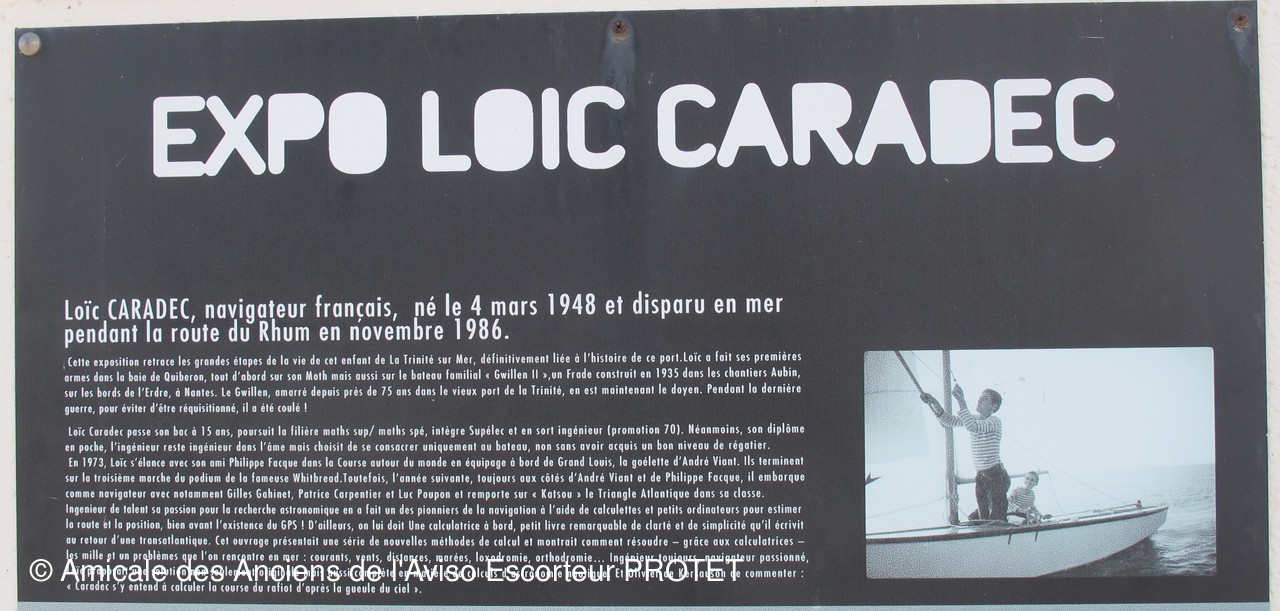 EXPO LOIC CARADEC
Loïc CARADEC, navigateur français, né le 4 mars 1948 et disparu en mer
pendant la route du Rhum en novembre 1986.
Cette exposition retrace les grandes étapes de la vie de cet enfant de La Trinité sur Mer, définitivement liée à l'histoire de ce port.Loïc a fait ses premières
armes dans la baie de Quiberon, tout d'abord sur son Moth mais aussi sur le bateau familial « Gwillen II »,un Frade construit en 1935 dans les chantiers Aubin,
sur les bords de l'Erdre, à Nantes. Le Gwillen, amarré depuis près de 75 ans dans le vieux port de la Trinité, en est maintenant le doyen. Pendant la dernière
guerre, pour éviter d'être réquisitionné, il a été coulé !
Loïc Caradec passe son bac à 15 ans, poursuit la filière maths sup/ maths spé, intègre Supélec et en sort ingénieur (promotion 70). Néanmoins, son diplôme
en poche, l'ingénieur reste ingénieur dans l'âme mais choisit de se consacrer uniquement au bateau, non sans avoir acquis un bon niveau de régatier.
En 1973, Loïc s'élance avec son ami Philippe Facque dans la Course autour du monde en équipage à bord de Grand Louis, la goélette d'André Viant. Ils terminent
sur la troisième marche du podium de la fameuse Whitbread.Toutefois, l'année suivante, toujours aux côtés d'André Viant et de Philippe Facque, il embarque
comme navigateur avec notamment Gilles Gahinet, Patrice Carpentier et Luc Poupon et remporte sur « Katsou » le Triangle Atlantique dans sa classe.
Ingenieur de talent sa passion pour la recherche astronomique en a fait un des pionniers de la navigation à l'aide de calculettes et petits ordinateurs pour estimer
la route et la position, bien avant l'existence du GPS ! D'ailleurs, on lui doit Une calculatrice à bord, petit livre remarquable de clarté et de simplicité qu'il écrivit
au retour d'une transatlantique. Cet ouvrage présentait une série de nouvelles méthodes de calcul et montrait comment résoudre – grâce aux calculatrices –
les mille et un problèmes que l'on rencontre en mer : courants, vents, distances, marées, loxodromie, orthodromie... Ingénieur toujours, navigateur passionné,
Et Olivier de Kersauson de commenter :
« Caradec s'y entend à calculer la course du rafiot d'après la gueule du ciel ».
© Amicale des Anciens de l'Aviso Escorteur PROTET